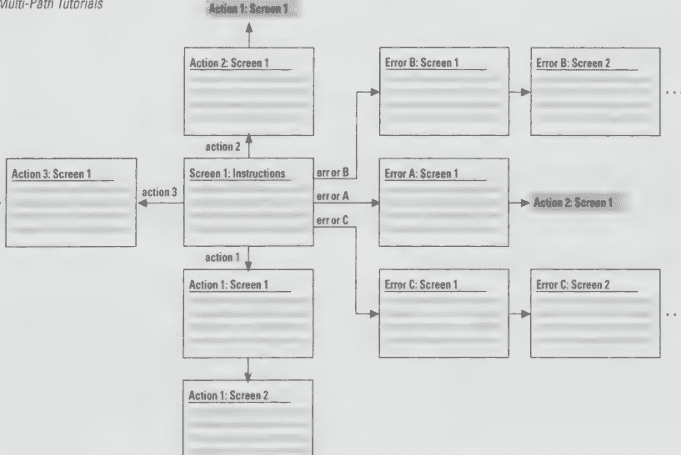 Multi-Path Tutorials
Action 1: Screen 1
Action 2: Screen 1
Error B: Screen 1
Error B: Screen 2
...
action 2
Action 3: Screen 1
action 3
Screen 1: Instructions
error B
error A
error C
Error A: Screen 1
Action 2: Screen 1
action 1
Action 1: Screen 1
Error C: Screen 1
Error C: Screen 2
...
Action 1: Screen 2